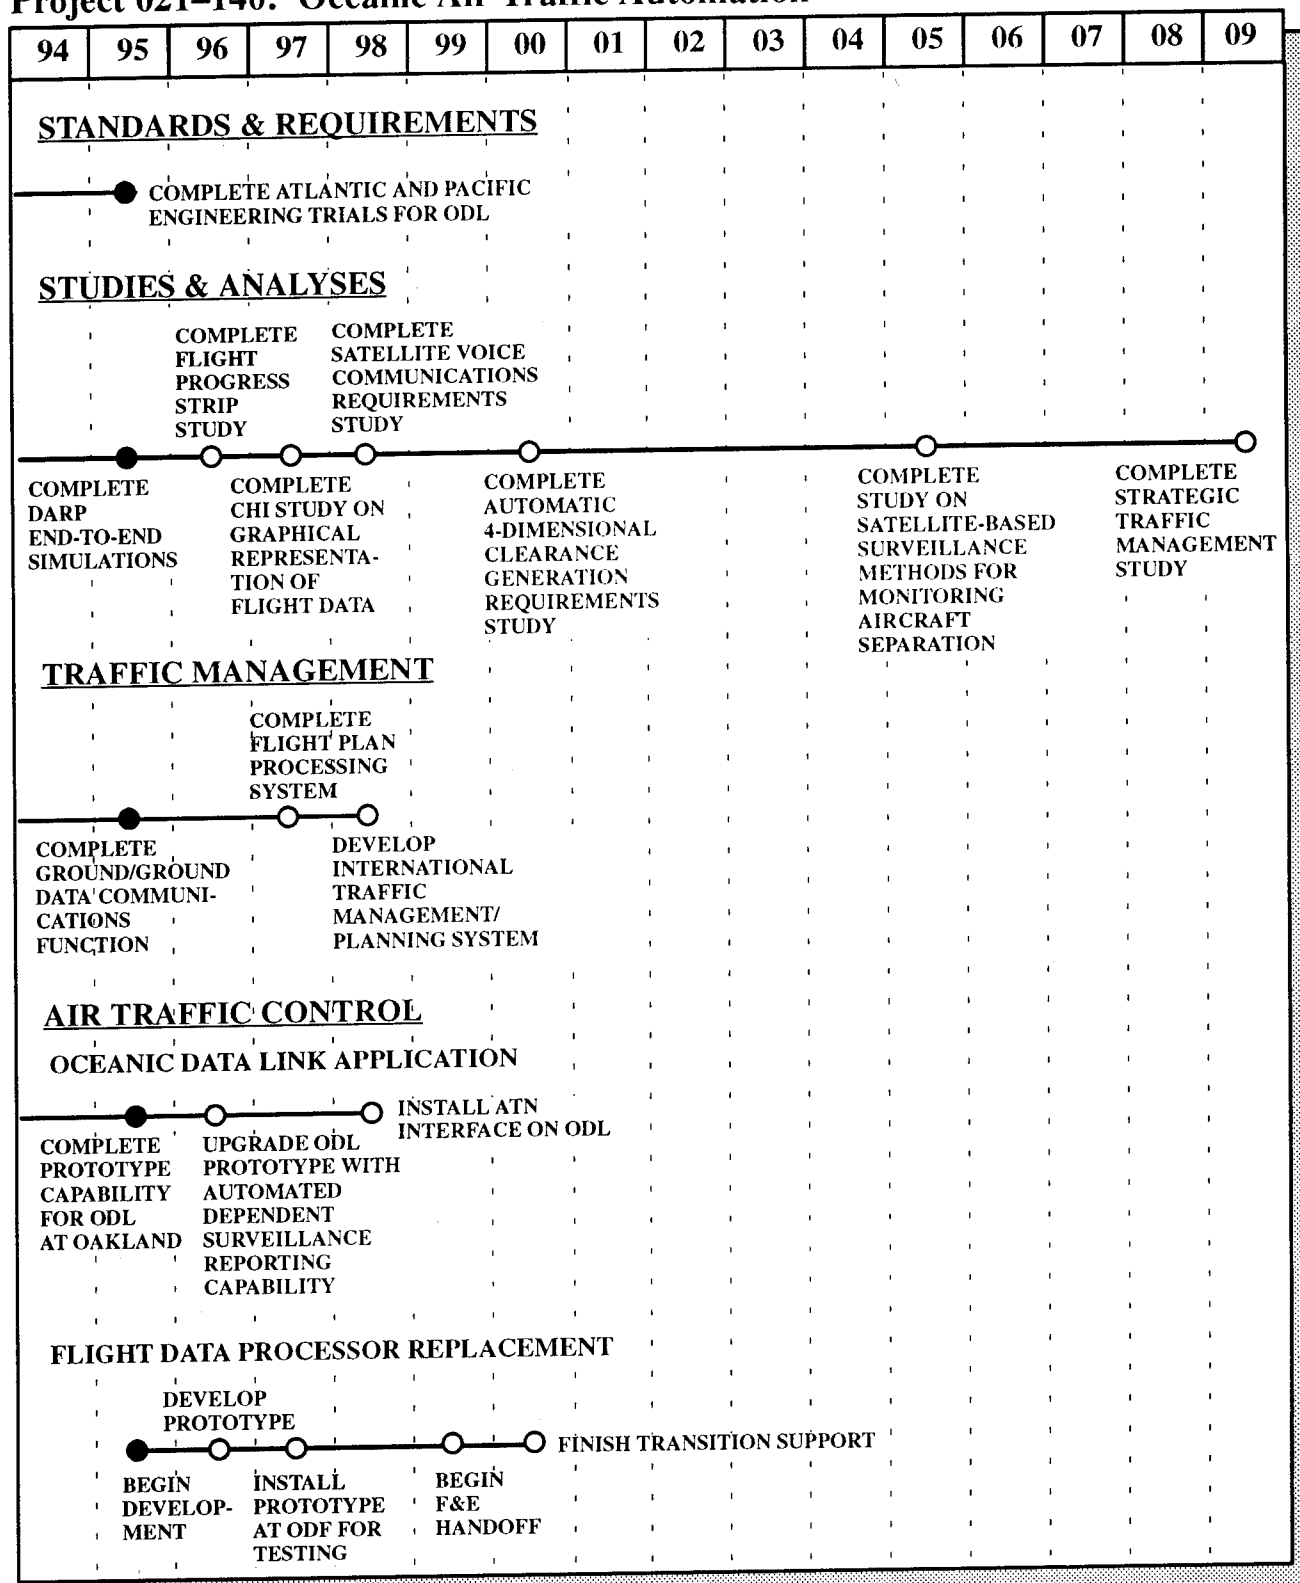 Project 021–140: Oceanic Air Traffic Automation
94 95 96 97 98 99 00 01 02 03 04 05 06 07 08 09
STANDARDS & REQUIREMENTS
COMPLETE ATLANTIC AND PACIFIC
ENGINEERING TRIALS FOR ODL
STUDIES & ANALYSES
COMPLETE
FLIGHT
PROGRESS
STRIP
STUDY
COMPLETE
SATELLITE VOICE
COMMUNICATIONS
REQUIREMENTS
STUDY
COMPLETE
DARP
END-TO-END
SIMULATIONS
COMPLETE
CHI STUDY ON
GRAPHICAL
REPRESENTA-
TION OF
FLIGHT DATA
COMPLETE
AUTOMATIC
4-DIMENSIONAL
CLEARANCE
GENERATION
REQUIREMENTS
STUDY
COMPLETE
STUDY ON
SATELLITE-BASED
SURVEILLANCE
METHODS FOR
MONITORING
AIRCRAFT
SEPARATION
COMPLETE
STRATEGIC
TRAFFIC
MANAGEMENT
STUDY
TRAFFIC MANAGEMENT
COMPLETE
FLIGHT PLAN
PROCESSING
SYSTEM
COMPLETE
GROUND/GROUND
DATA COMMUNI-
CATIONS
FUNCTION
DEVELOP
INTERNATIONAL
TRAFFIC
MANAGEMENT/
PLANNING SYSTEM
AIR TRAFFIC CONTROL
OCEANIC DATA LINK APPLICATION
INSTALL ATN
INTERFACE ON ODL
COMPLETE
PROTOTYPE
CAPABILITY
FOR ODL
AT OAKLAND
UPGRADE ODL
PROTOTYPE WITH
AUTOMATED
DEPENDENT
SURVEILLANCE
REPORTING
CAPABILITY
FLIGHT DATA PROCESSOR REPLACEMENT
DEVELOP
PROTOTYPE
FINISH TRANSITION SUPPORT
BEGIN
DEVELOP-
MENT
INSTALL
PROTOTYPE
AT ODF FOR
TESTING
BEGIN
F&E
HANDOFF